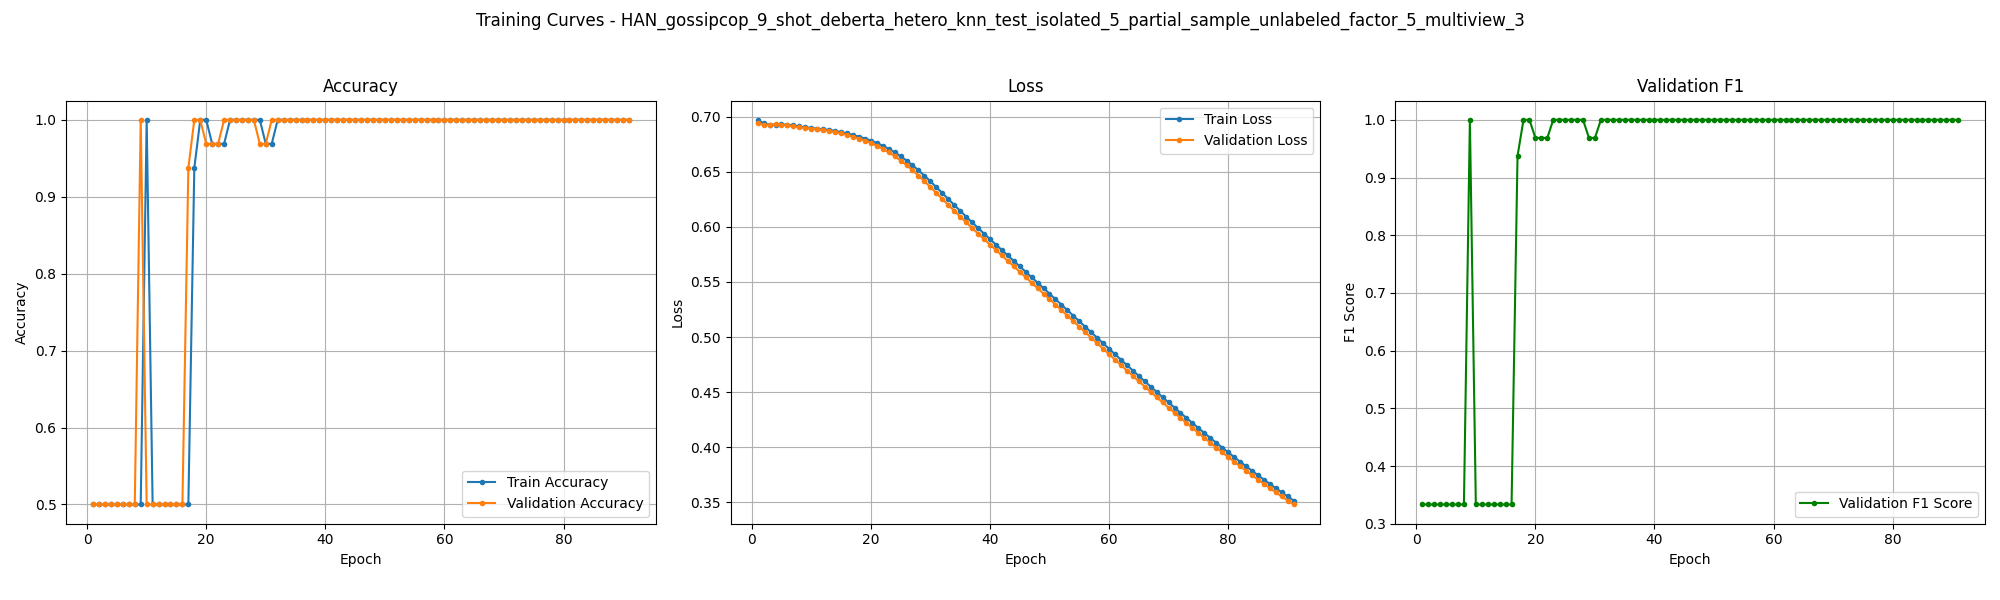 Training Curves - HAN_gossipcop_9_shot_deberta_hetero_knn_test_isolated_5_partial_sample_unlabeled_factor_5_multiview_3
Accuracy
1.0
0.9
0.8
0.7
0.6
0.5
Accuracy
0 20 40 60 80
Epoch
Train Accuracy
Validation Accuracy
Loss
0.70
0.65
0.60
0.55
0.50
0.45
0.40
0.35
Loss
0 20 40 60 80
Epoch
Train Loss
Validation Loss
Validation F1
1.0
0.9
0.8
0.7
0.6
0.5
0.4
0.3
F1 Score
0 20 40 60 80
Epoch
Validation F1 Score